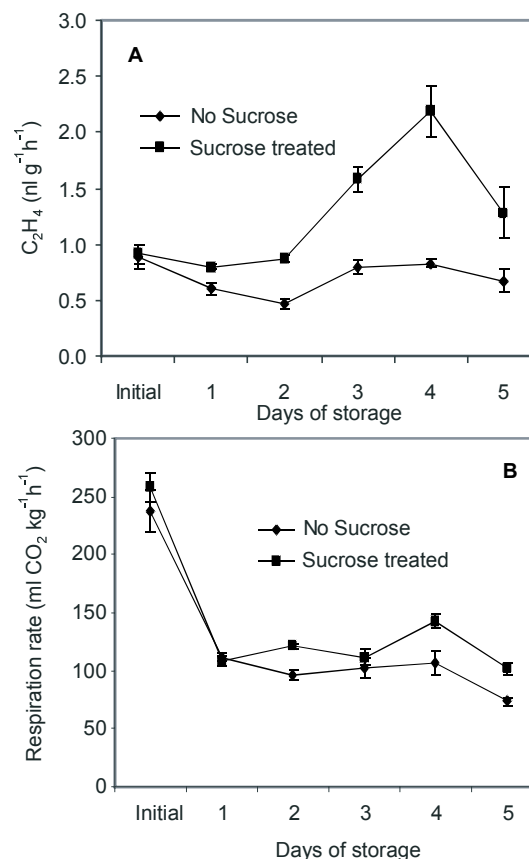 3.0
A
2.5
No Sucrose
Sucrose treated
2.0
1.5
1.0
0.5
0.0
C₂H₄ (nl g⁻¹h⁻¹)
Initial 1 2 3 4 5
Days of storage
300
B
250
No Sucrose
Sucrose treated
200
150
100
50
0
Respiration rate (ml CO₂ kg⁻¹h⁻¹)
Initial 1 2 3 4 5
Days of storage